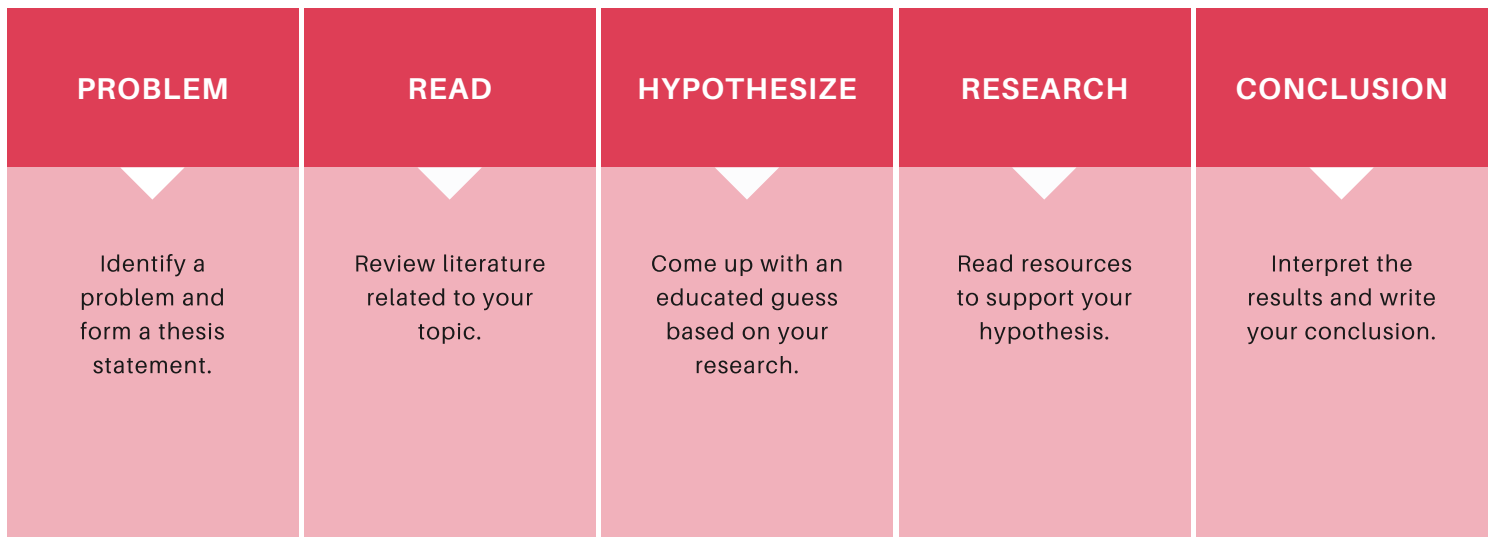 PROBLEM
Identify a
problem and
form a thesis
statement.
READ
Review literature
related to your
topic.
HYPOTHESIZE
Come up with an
educated guess
based on your
research.
RESEARCH
Read resources
to support your
hypothesis.
CONCLUSION
Interpret the
results and write
your conclusion.